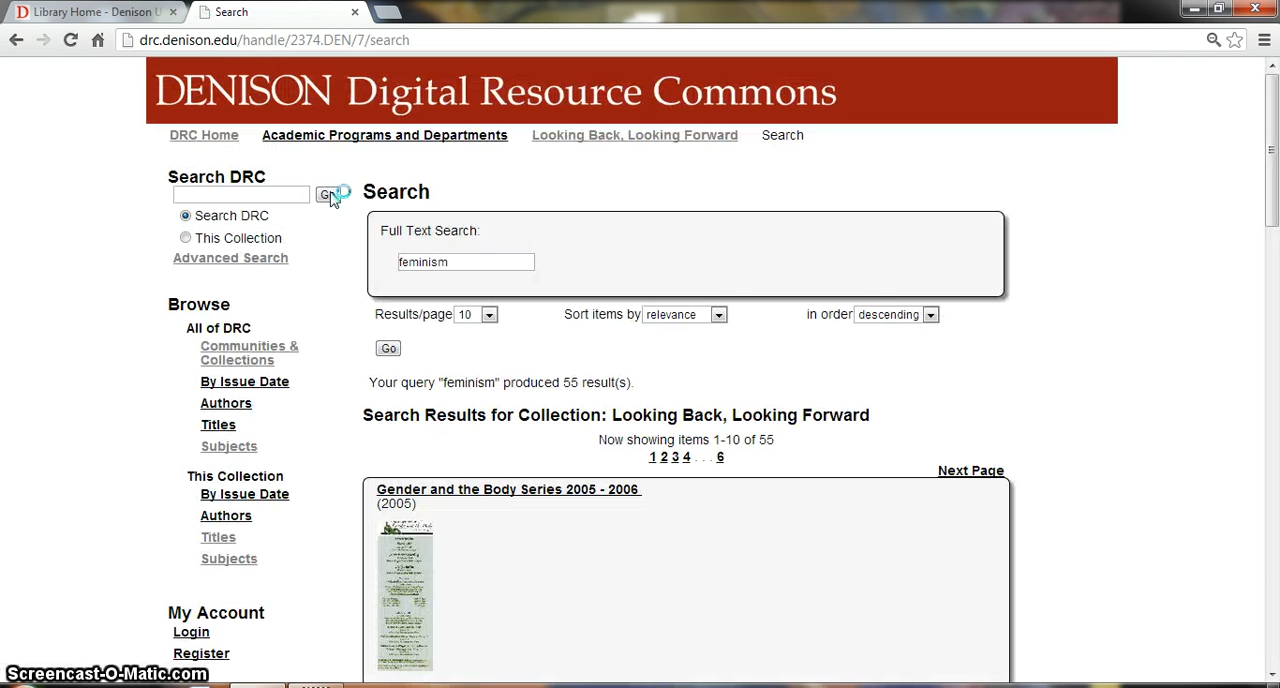 Library Home - Denison U
Search
drc.denison.edu/handle/2374.DEN/7/search
DENISON Digital Resource Commons
DRC Home Academic Programs and Departments Looking Back, Looking Forward Search
Search DRC
Go
Search DRC
This Collection
Advanced Search
Browse
All of DRC
Communities &
Collections
By Issue Date
Authors
Titles
Subjects
This Collection
By Issue Date
Authors
Titles
Subjects
My Account
Login
Register
Search
Full Text Search:
feminism
Results/page 10 Sort items by relevance in order descending
Go
Your query "feminism" produced 55 result(s).
Search Results for Collection: Looking Back, Looking Forward
Now showing items 1-10 of 55
1 2 3 4 . . . 6
Next Page
Gender and the Body Series 2005 - 2006
(2005)
Screencast-O-Matic.com